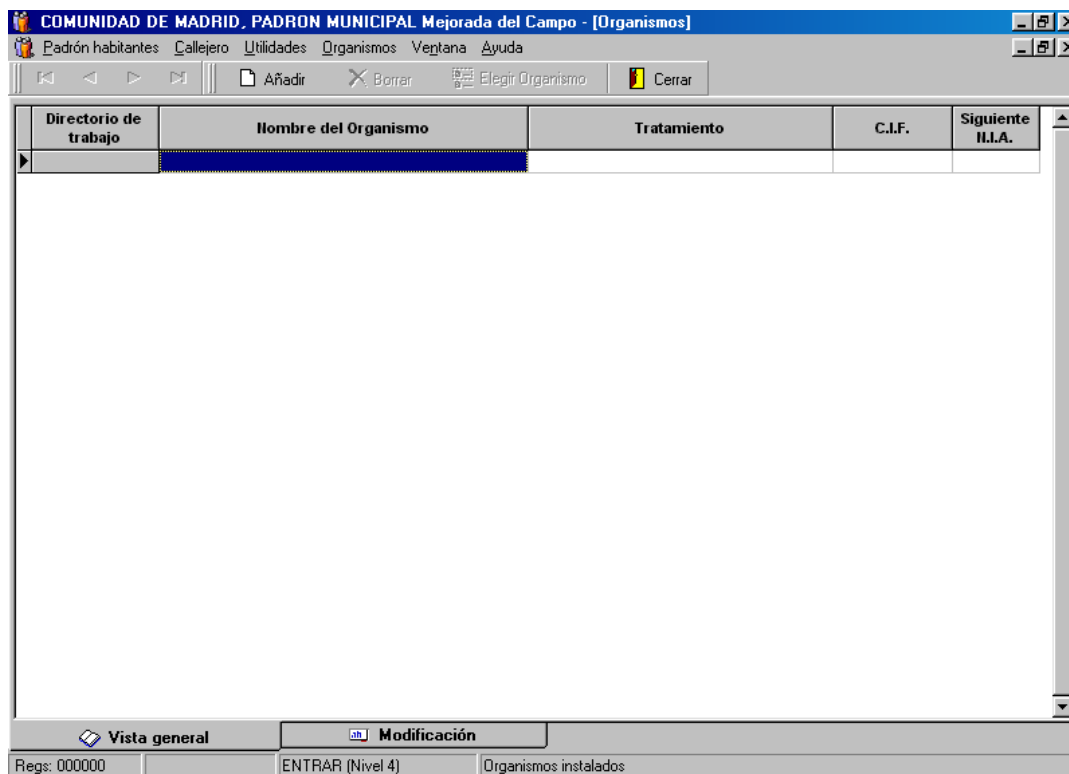 COMUNIDAD DE MADRID, PADRON MUNICIPAL Mejorada del Campo - [Organismos]
Padrón habitantes Callejero Utilidades Organismos Ventana Ayuda
Añadir Borrar Elegir Organismo Cerrar
Directorio de trabajo Nombre del Organismo Tratamiento C.I.F. Siguiente N.I.A.
Vista general Modificación
Regs: 000000 ENTRAR (Nivel 4) Organismos instalados